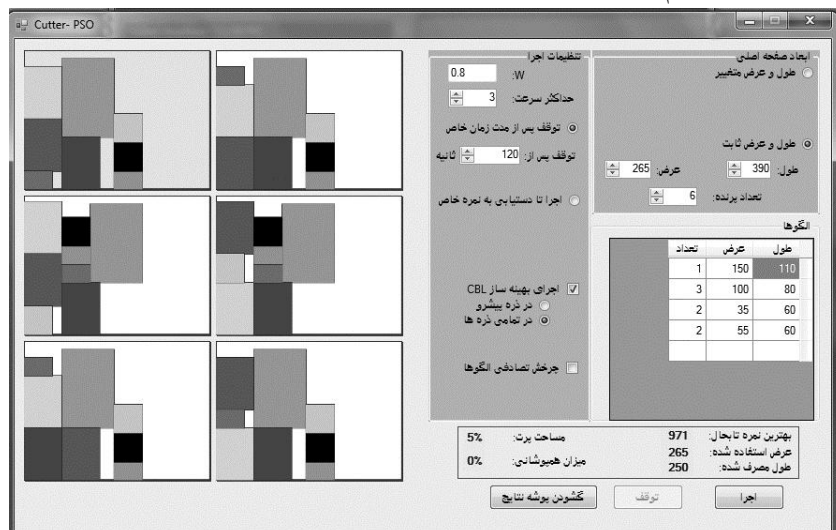 Cutter- PSO
ابعاد صفحه اصلی
طول و عرض متغییر
طول و عرض ثابت
طول: 390 عرض: 265
تعداد پرنده: 6
الگوها
طول عرض تعداد
110 150 1
80 100 3
60 35 2
60 55 2
تنظیمات اجرا
W: 0.8
حداکثر سرعت: 3
توقف پس از مدت زمان خاص
توقف پس از: 120 ثانیه
اجرا تا دستیابی به نمره خاص
اجرای بهینه ساز CBL
در ذره پیشرو
در تمامی ذره ها
چرخش تصادفی الگوها
بهترین نمره تابحال: 971
عرض استفاده شده: 265
طول مصرف شده: 250
مساحت پرت: 5%
میزان همپوشانی: 0%
اجرا
توقف
گشودن پوشه نتایج